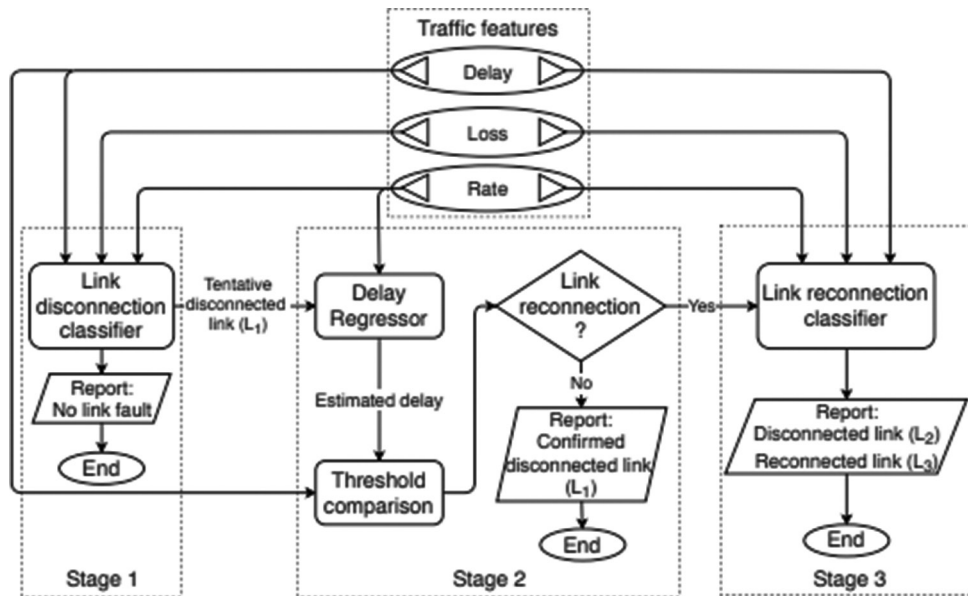 Traffic features
Delay
Loss
Rate
Link
disconnection
classifier
Tentative
disconnected
link (L₁)
Report:
No link fault
End
Stage 1
Delay
Regressor
Estimated delay
Threshold
comparison
Link
reconnection
?
Yes
No
Report:
Confirmed
disconnected link
(L₁)
End
Stage 2
Link reconnection
classifier
Report:
Disconnected link (L₂)
Reconnected link (L₃)
End
Stage 3